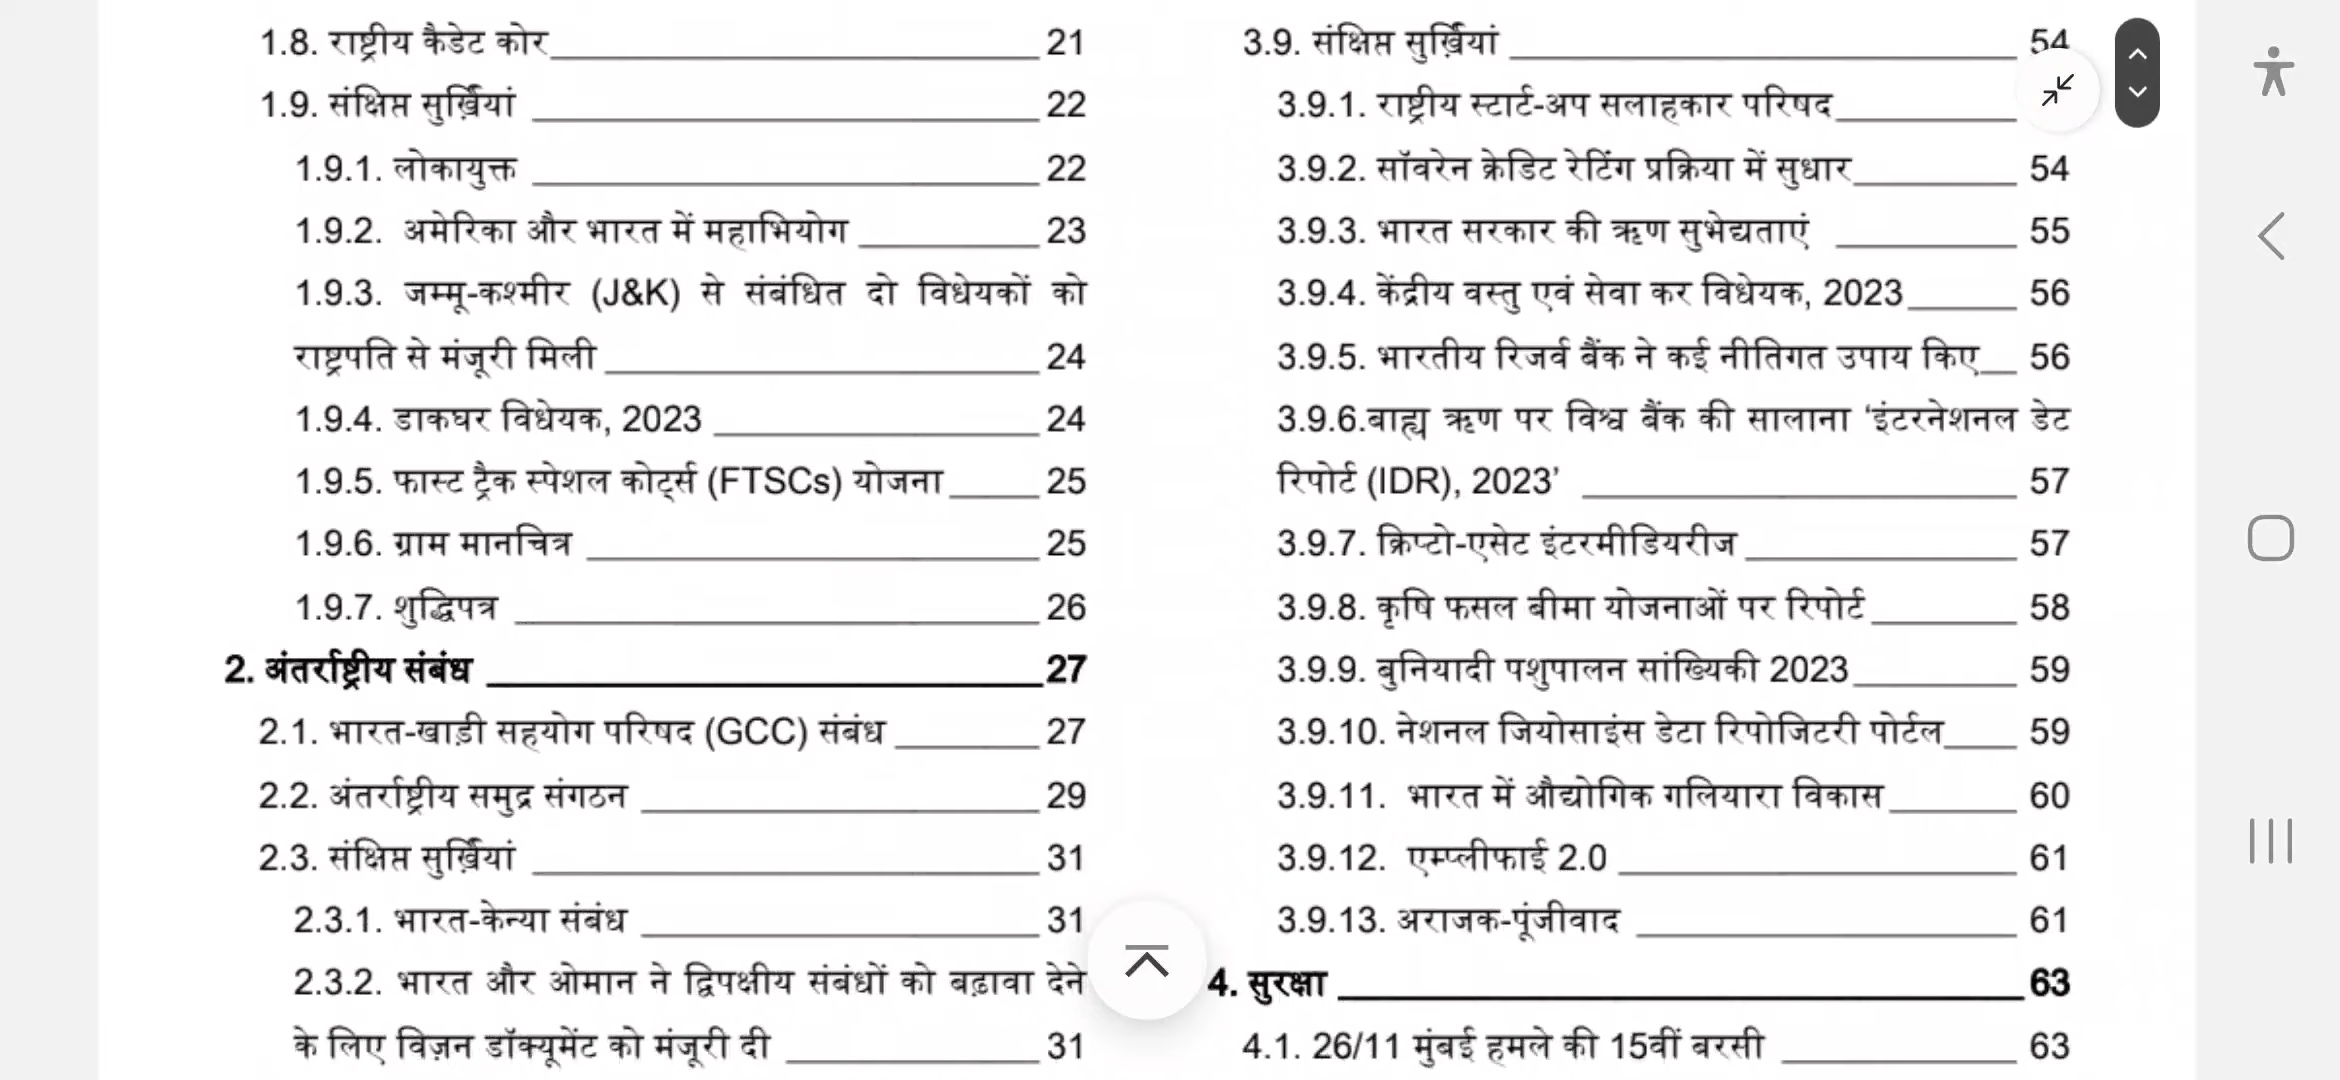 1.8. राष्ट्रीय कैडेट कोर 21
1.9. संक्षिप्त सुर्ख़ियां 22
1.9.1. लोकायुक्त 22
1.9.2. अमेरिका और भारत में महाभियोग 23
1.9.3. जम्मू-कश्मीर (J&K) से संबंधित दो विधेयकों को
राष्ट्रपति से मंजूरी मिली 24
1.9.4. डाकघर विधेयक, 2023 24
1.9.5. फास्ट ट्रैक स्पेशल कोर्ट्स (FTSCs) योजना 25
1.9.6. ग्राम मानचित्र 25
1.9.7. शुद्धिपत्र 26
2. अंतर्राष्ट्रीय संबंध 27
2.1. भारत-खाड़ी सहयोग परिषद (GCC) संबंध 27
2.2. अंतर्राष्ट्रीय समुद्र संगठन 29
2.3. संक्षिप्त सुर्ख़ियां 31
2.3.1. भारत-केन्या संबंध 31
2.3.2. भारत और ओमान ने द्विपक्षीय संबंधों को बढ़ावा देने
के लिए विज़न डॉक्यूमेंट को मंजूरी दी 31
3.9. संक्षिप्त सुर्ख़ियां 54
3.9.1. राष्ट्रीय स्टार्ट-अप सलाहकार परिषद
3.9.2. सॉवरेन क्रेडिट रेटिंग प्रक्रिया में सुधार 54
3.9.3. भारत सरकार की ऋण सुभेद्यताएं 55
3.9.4. केंद्रीय वस्तु एवं सेवा कर विधेयक, 2023 56
3.9.5. भारतीय रिजर्व बैंक ने कई नीतिगत उपाय किए 56
3.9.6.बाह्य ऋण पर विश्व बैंक की सालाना ‘इंटरनेशनल डेट
रिपोर्ट (IDR), 2023’ 57
3.9.7. क्रिप्टो-एसेट इंटरमीडियरीज 57
3.9.8. कृषि फसल बीमा योजनाओं पर रिपोर्ट 58
3.9.9. बुनियादी पशुपालन सांख्यिकी 2023 59
3.9.10. नेशनल जियोसाइंस डेटा रिपोजिटरी पोर्टल 59
3.9.11. भारत में औद्योगिक गलियारा विकास 60
3.9.12. एम्प्लीफाई 2.0 61
3.9.13. अराजक-पूंजीवाद 61
4. सुरक्षा 63
4.1. 26/11 मुंबई हमले की 15वीं बरसी 63